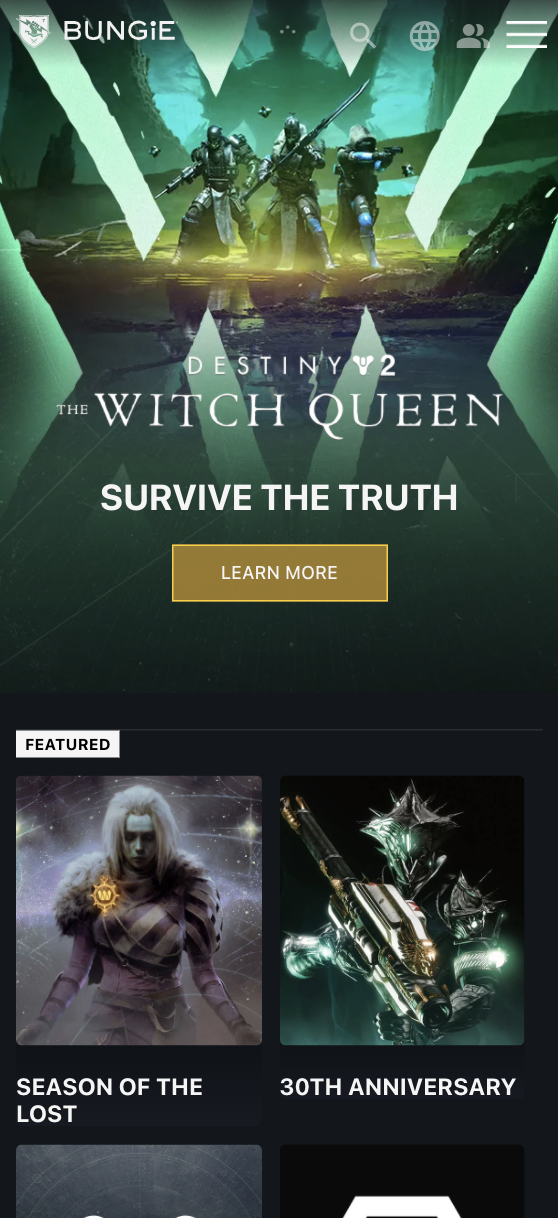 BUNGiE
DESTINY 2
THE WITCH QUEEN
SURVIVE THE TRUTH
LEARN MORE
FEATURED
SEASON OF THE
LOST
30TH ANNIVERSARY